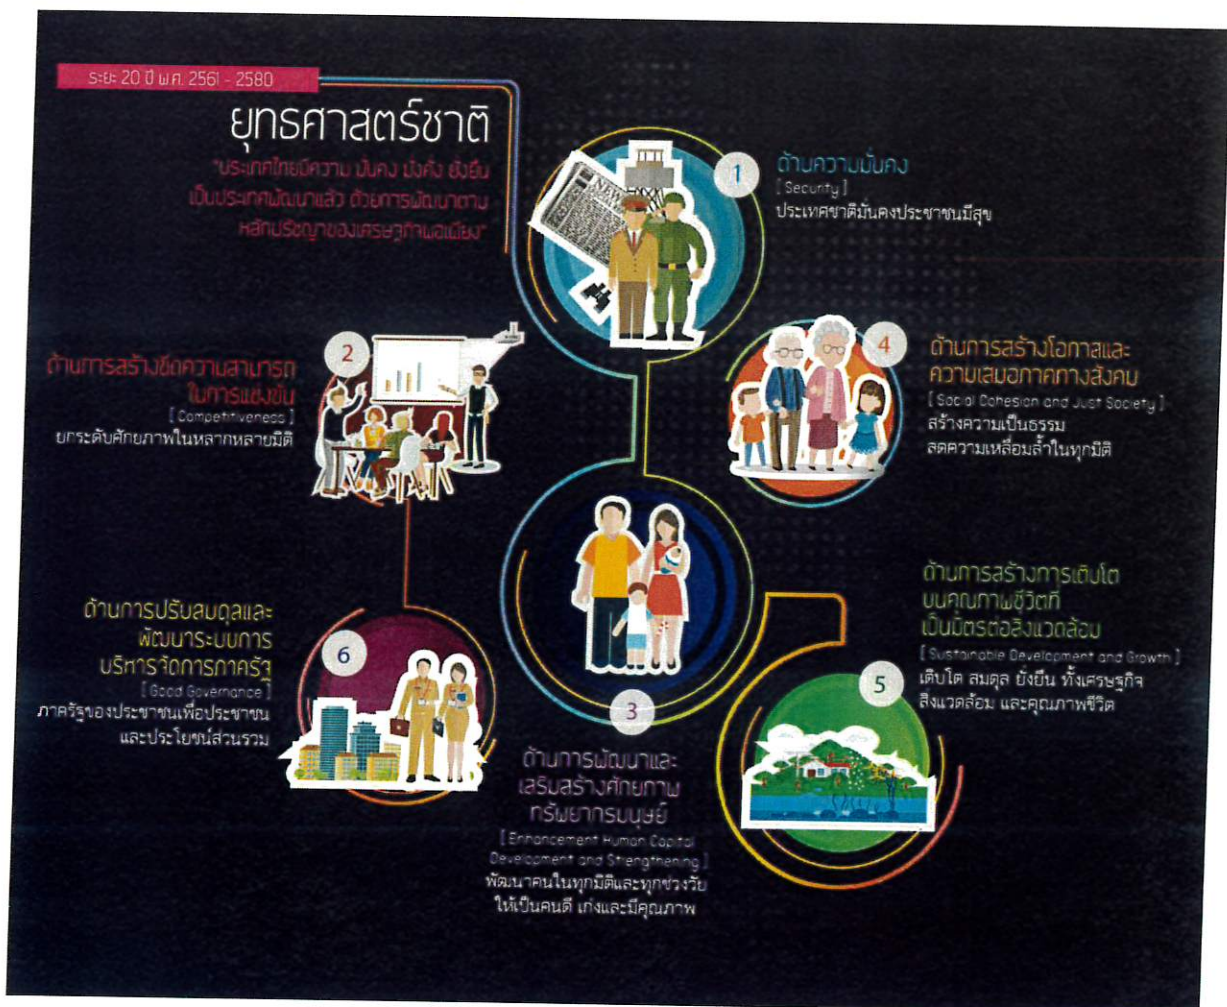 ระยะ 20 ปี พ.ศ. 2561 - 2580
ยุทธศาสตร์ชาติ
"ประเทศไทยมีความ มั่นคง มั่งคั่ง ยั่งยืน
เป็นประเทศพัฒนาแล้ว ด้วยการพัฒนาตาม
หลักปรัชญาของเศรษฐกิจพอเพียง"
NEWS
1
ด้านความมั่นคง
[ Security ]
ประเทศชาติมั่นคงประชาชนมีสุข
2
ด้านการสร้างขีดความสามารถ
ในการแข่งขัน
[ Competitiveness ]
ยกระดับศักยภาพในหลากหลายมิติ
4
ด้านการสร้างโอกาสและ
ความเสมอภาคทางสังคม
[ Social Cohesion and Just Society ]
สร้างความเป็นธรรม
ลดความเหลื่อมล้ำในทุกมิติ
3
ด้านการพัฒนาและ
เสริมสร้างศักยภาพ
ทรัพยากรมนุษย์
[ Enhancement Human Capital
Development and Strengthening ]
พัฒนาคนในทุกมิติและทุกช่วงวัย
ให้เป็นคนดี เก่งและมีคุณภาพ
5
ด้านการสร้างการเติบโต
บนคุณภาพชีวิตที่
เป็นมิตรต่อสิ่งแวดล้อม
[ Sustainable Development and Growth ]
เติบโต สมดุล ยั่งยืน ทั้งเศรษฐกิจ
สิ่งแวดล้อม และคุณภาพชีวิต
6
ด้านการปรับสมดุลและ
พัฒนาระบบการ
บริหารจัดการภาครัฐ
[ Good Governance ]
ภาครัฐของประชาชนเพื่อประชาชน
และประโยชน์ส่วนรวม